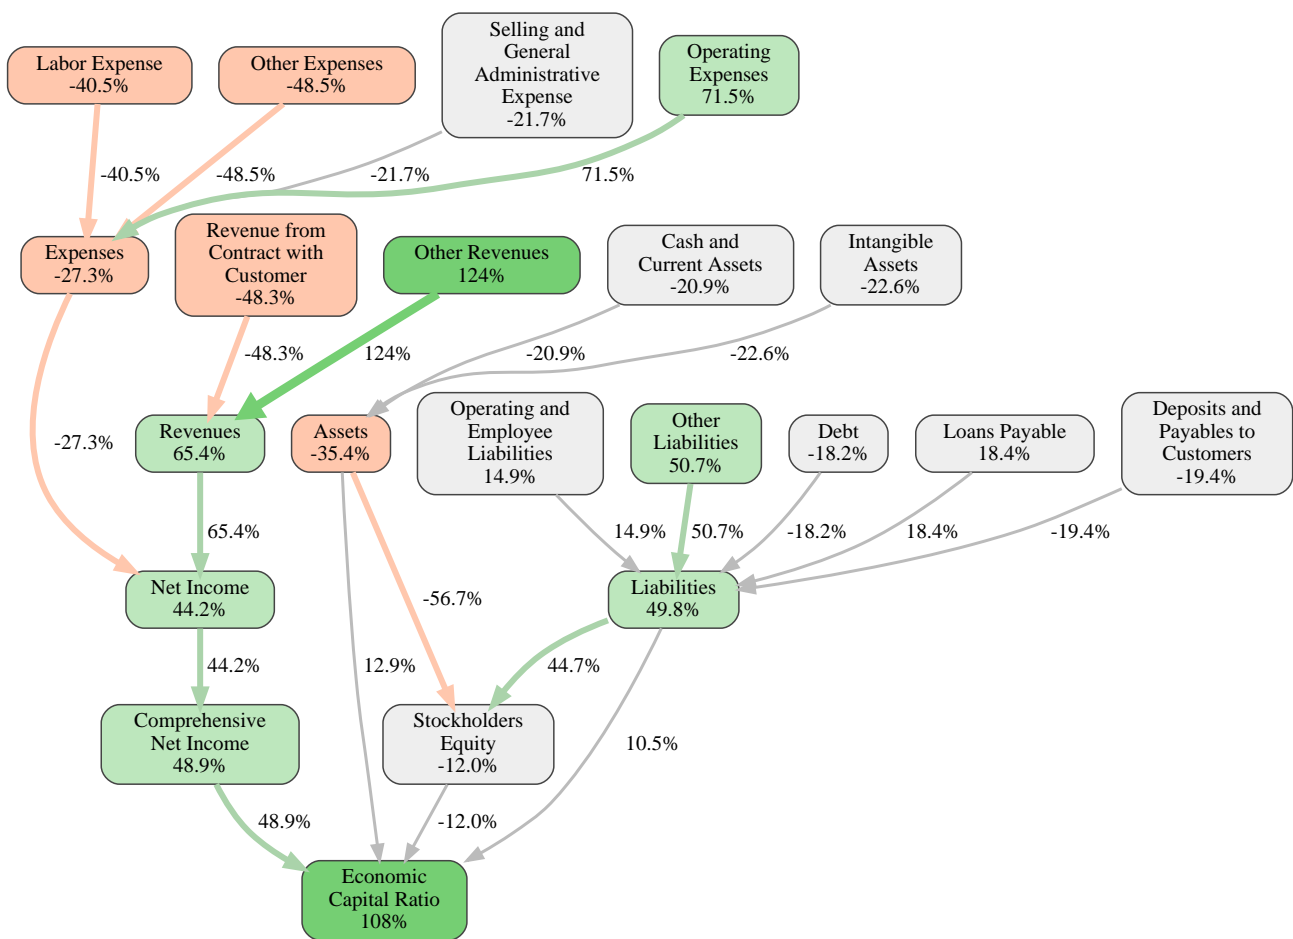 Labor Expense
-40.5%
Other Expenses
-48.5%
Selling and
General
Administrative
Expense
-21.7%
Operating
Expenses
71.5%
-40.5%
-48.5%
-21.7%
71.5%
Expenses
-27.3%
Revenue from
Contract with
Customer
-48.3%
Other Revenues
124%
Cash and
Current Assets
-20.9%
Intangible
Assets
-22.6%
-48.3%
124%
-20.9%
-22.6%
-27.3%
Revenues
65.4%
Assets
-35.4%
Operating and
Employee
Liabilities
14.9%
Other
Liabilities
50.7%
Debt
-18.2%
Loans Payable
18.4%
Deposits and
Payables to
Customers
-19.4%
65.4%
14.9%
50.7%
-18.2%
18.4%
-19.4%
Net Income
44.2%
-56.7%
Liabilities
49.8%
44.2%
12.9%
44.7%
10.5%
Comprehensive
Net Income
48.9%
Stockholders
Equity
-12.0%
48.9%
-12.0%
Economic
Capital Ratio
108%